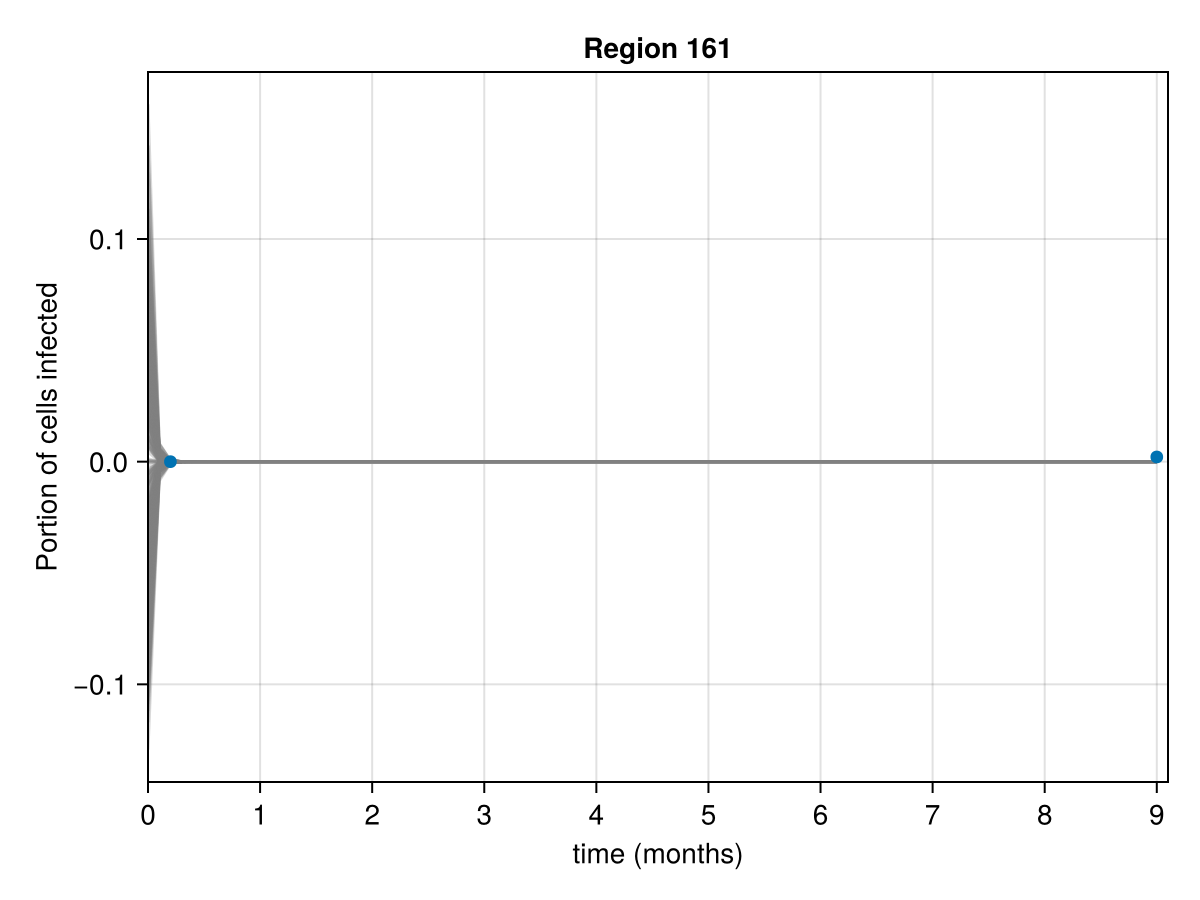 Region 161
Portion of cells infected
0.1
0.0
−0.1
0 1 2 3 4 5 6 7 8 9
time (months)